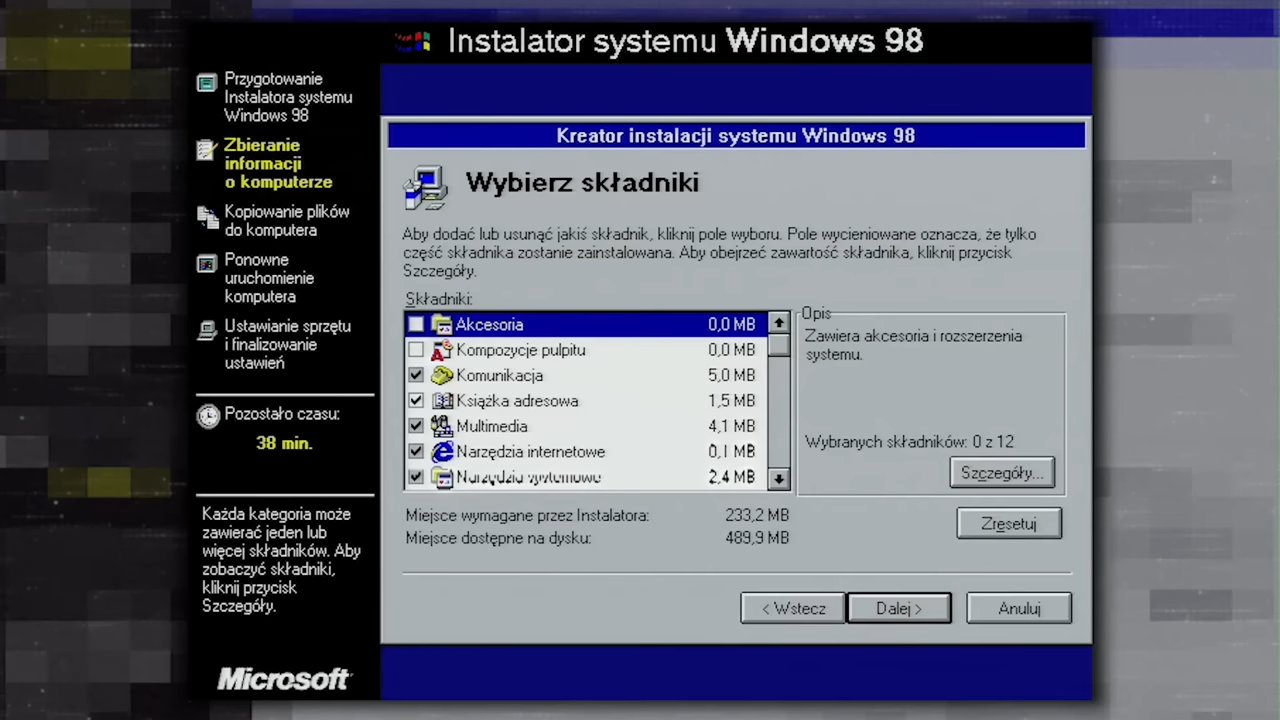 Instalator systemu Windows 98
Przygotowanie
Instalatora systemu
Windows 98
Zbieranie
informacji
o komputerze
Kopiowanie plików
do komputera
Ponowne
uruchomienie
komputera
Ustawianie sprzętu
i finalizowanie
ustawień
Pozostało czasu:
38 min.
Każda kategoria może
zawierać jeden lub
więcej składników. Aby
zobaczyć składniki,
kliknij przycisk
Szczegóły.
Microsoft
Kreator instalacji systemu Windows 98
Wybierz składniki
Aby dodać lub usunąć jakiś składnik, kliknij pole wyboru. Pole wycieniowane oznacza, że tylko
część składnika zostanie zainstalowana. Aby obejrzeć zawartość składnika, kliknij przycisk
Szczegóły.
Składniki:
Akcesoria 0,0 MB
Kompozycje pulpitu 0,0 MB
Komunikacja 5,0 MB
Książka adresowa 1,5 MB
Multimedia 4,1 MB
Narzędzia internetowe 0,1 MB
Narzędzia systemowe 2,4 MB
Opis
Zawiera akcesoria i rozszerzenia
systemu.
Wybranych składników: 0 z 12
Szczegóły...
Miejsce wymagane przez Instalatora: 233,2 MB
Miejsce dostępne na dysku: 489,9 MB
Zresetuj
< Wstecz
Dalej >
Anuluj